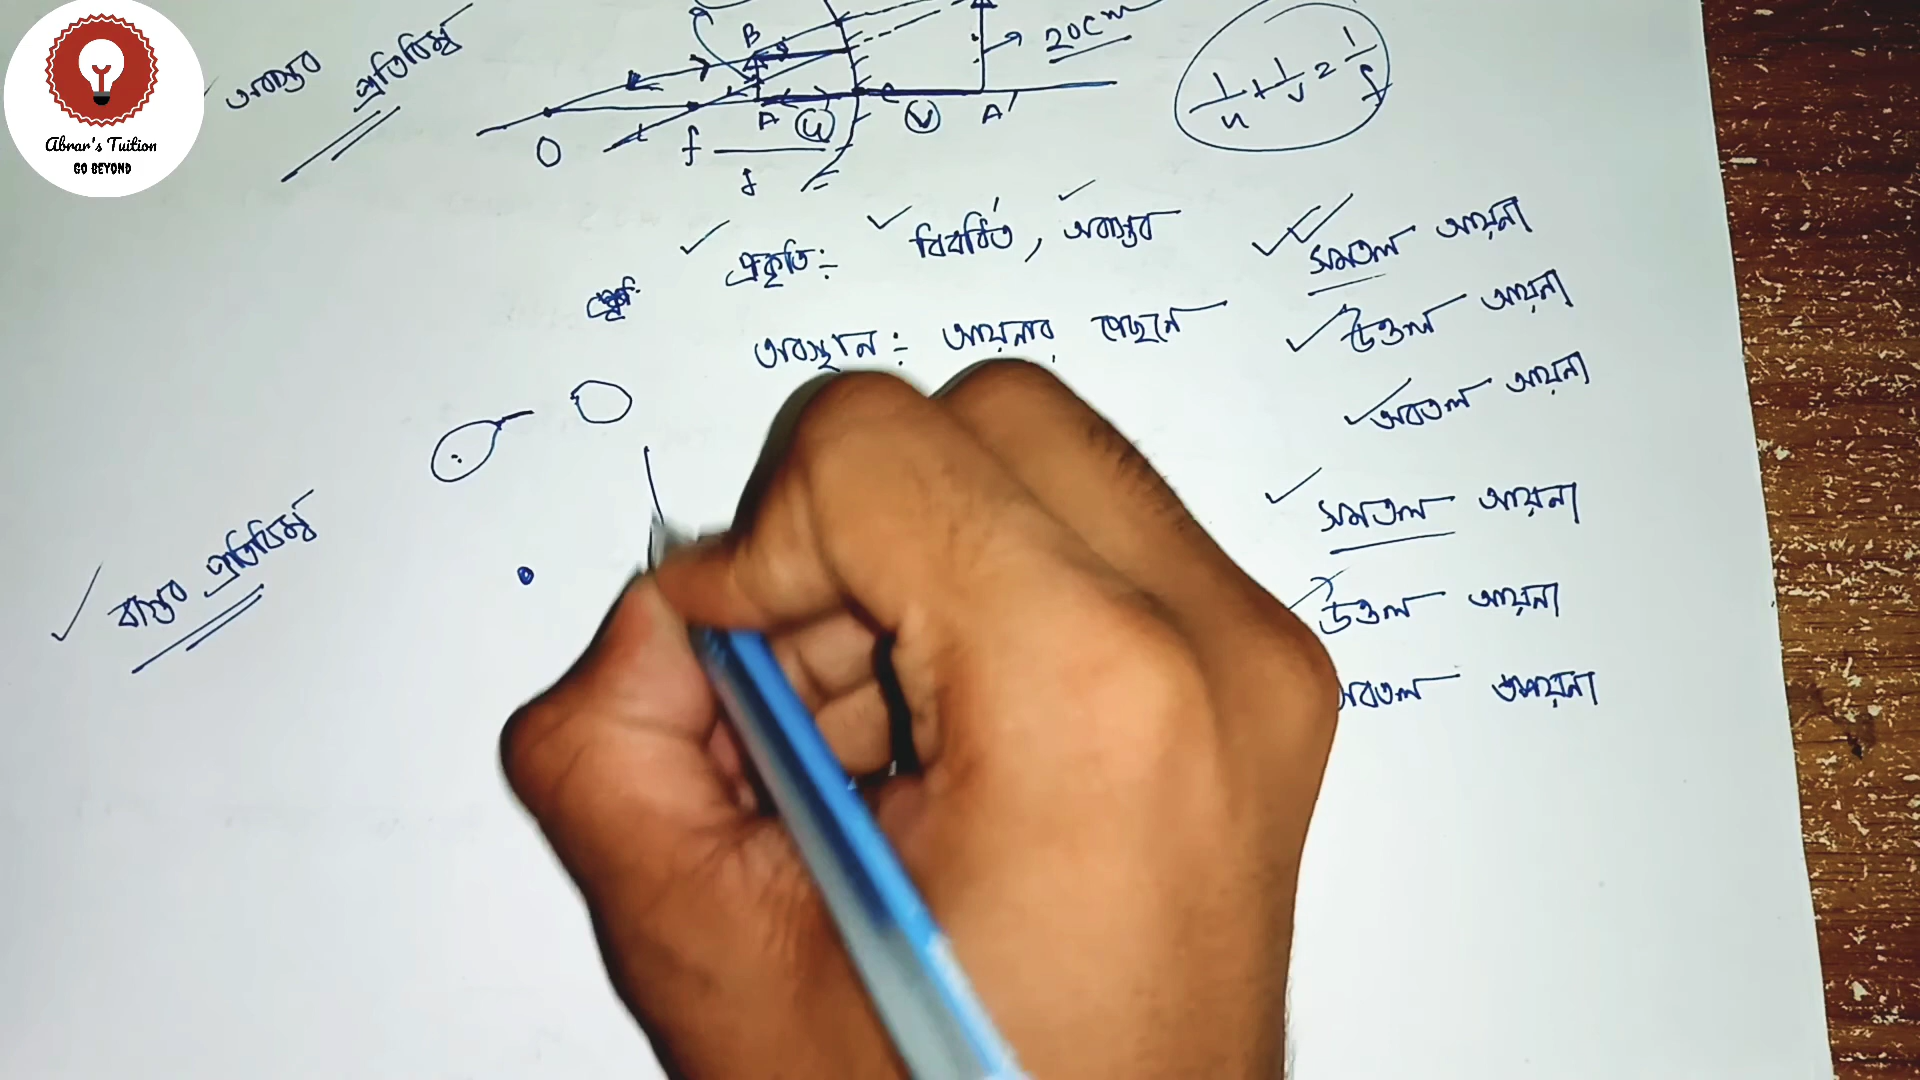 Abrar's Tuition
GO BEYOND
অবাস্তব প্রতিবিম্ব
B
20cm
O
f
A
u
c
v
A'
f
1/u + 1/v = 1/f
প্রকৃতি :- বিবর্ধিত, অবাস্তব
অবস্থান :- আয়নার পেছনে
সমতল আয়না
উত্তল আয়না
অবতল আয়না
বাস্তব প্রতিবিম্ব
সমতল আয়না
উত্তল আয়না
অবতল আয়না